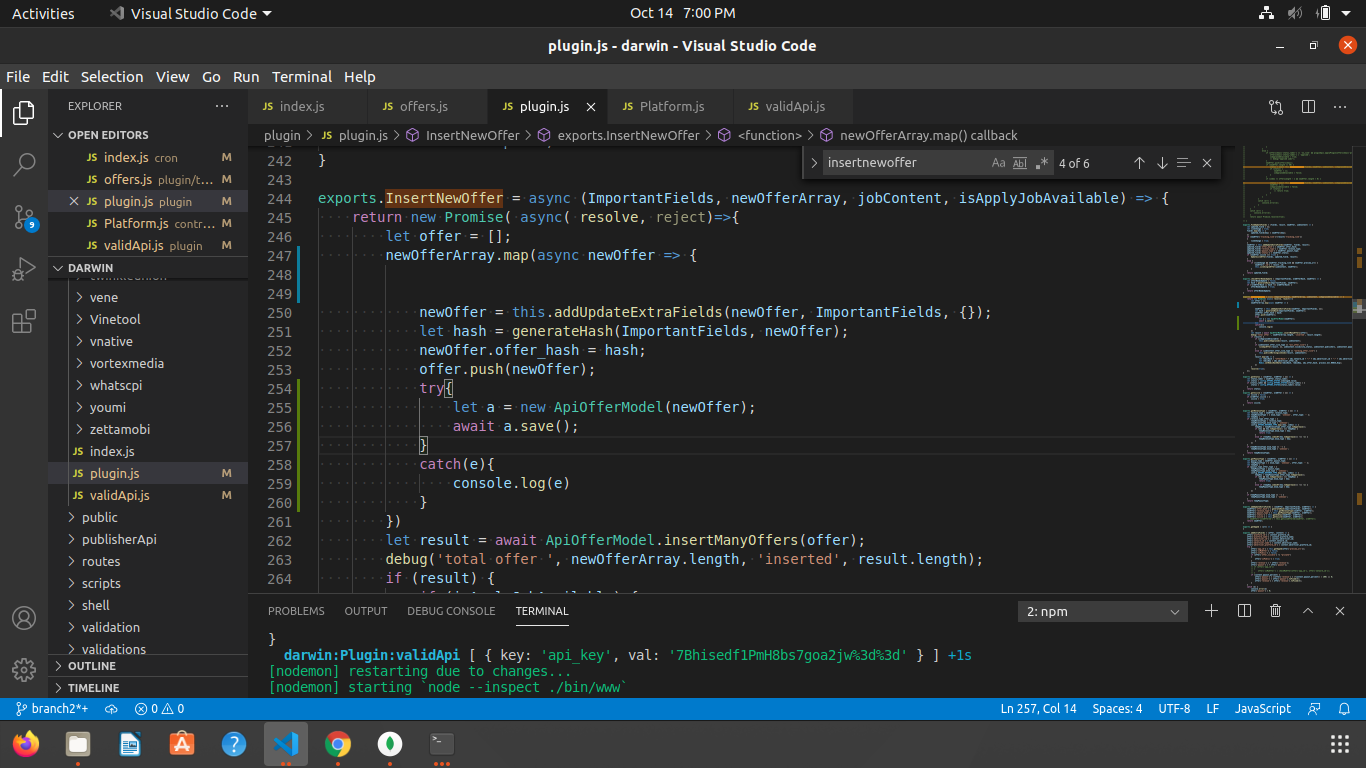 Activities Visual Studio Code Oct 14 7:00 PM
plugin.js - darwin - Visual Studio Code
File Edit Selection View Go Run Terminal Help
EXPLORER
OPEN EDITORS
JS index.js cron M
JS offers.js plugin/t... M
JS plugin.js plugin M
JS Platform.js contr... M
JS validApi.js plugin M
9
DARWIN
vene
Vinetool
vnative
vortexmedia
whatscpi
youmi
zettamobi
JS index.js
JS plugin.js M
JS validApi.js M
public
publisherApi
routes
scripts
shell
validation
validations
OUTLINE
TIMELINE
JS index.js JS offers.js JS plugin.js JS Platform.js JS validApi.js
plugin > JS plugin.js > InsertNewOffer > exports.InsertNewOffer > <function> > newOfferArray.map() callback
insertnewoffer Aa Abl .* 4 of 6
242 }
243
244 exports.InsertNewOffer = async (ImportantFields, newOfferArray, jobContent, isApplyJobAvailable) => {
245 return new Promise( async( resolve, reject)=>{
246 let offer = [];
247 newOfferArray.map(async newOffer => {
248
249
250 newOffer = this.addUpdateExtraFields(newOffer, ImportantFields, {});
251 let hash = generateHash(ImportantFields, newOffer);
252 newOffer.offer_hash = hash;
253 offer.push(newOffer);
254 try{
255 let a = new ApiOfferModel(newOffer);
256 await a.save();
257 }
258 catch(e){
259 console.log(e)
260 }
261 })
262 let result = await ApiOfferModel.insertManyOffers(offer);
263 debug('total offer ', newOfferArray.length, 'inserted', result.length);
264 if (result) {
PROBLEMS OUTPUT DEBUG CONSOLE TERMINAL 2: npm
}
darwin:Plugin:validApi [ { key: 'api_key', val: '7Bhisedf1PmH8bs7goa2jw%3d%3d' } ] +1s
[nodemon] restarting due to changes...
[nodemon] starting `node --inspect ./bin/www`
branch2*+ 0 0 Ln 257, Col 14 Spaces: 4 UTF-8 LF JavaScript